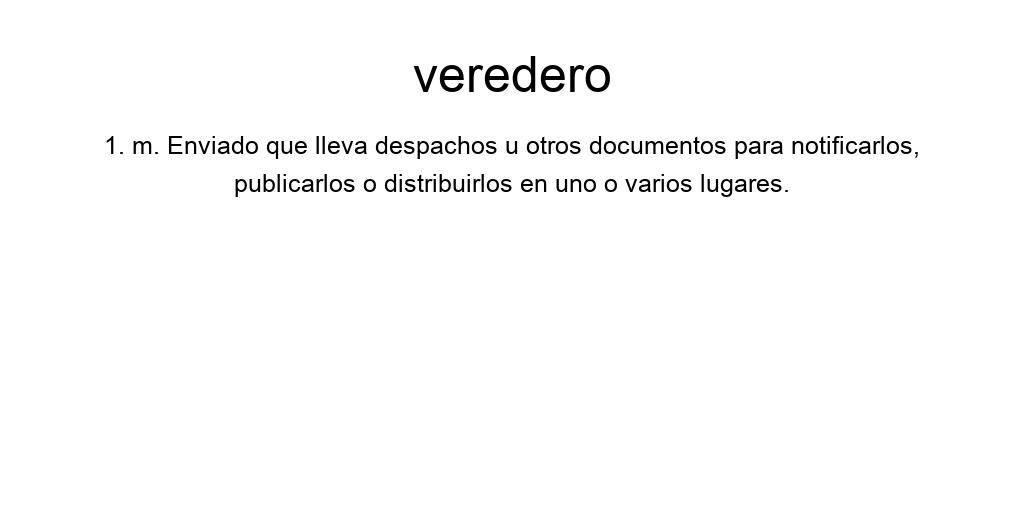 veredero
1. m. Enviado que lleva despachos u otros documentos para notificarlos,
publicarlos o distribuirlos en uno o varios lugares.